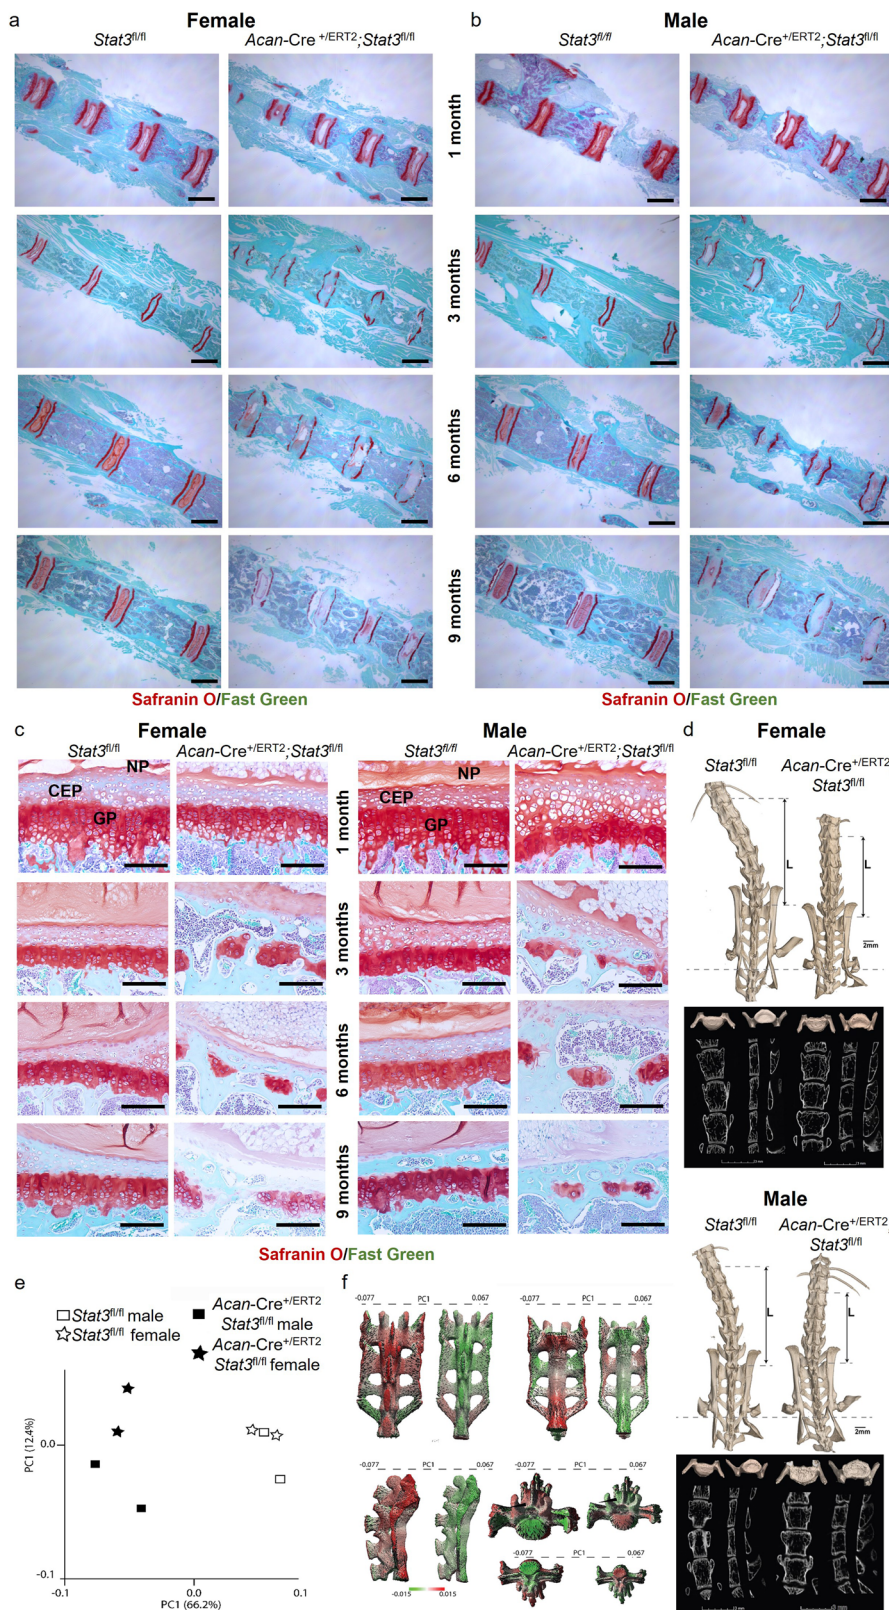 a
Female
Stat3fl/fl
Acan-Cre +/ERT2;Stat3fl/fl
b
Male
Stat3fl/fl
Acan-Cre+/ERT2;Stat3fl/fl
1 month
3 months
6 months
9 months
Safranin O/Fast Green
Safranin O/Fast Green
c
Female
Stat3fl/fl
Acan-Cre+/ERT2;Stat3fl/fl
Male
Stat3fl/fl
Acan-Cre+/ERT2;Stat3fl/fl
NP
CEP
GP
NP
CEP
GP
1 month
3 months
6 months
9 months
Safranin O/Fast Green
d
Female
Stat3fl/fl
Acan-Cre+/ERT2
Stat3fl/fl
L
L
2mm
Male
Stat3fl/fl
Acan-Cre+/ERT2;
Stat3fl/fl
L
L
2mm
e
Stat3fl/fl male
Stat3fl/fl female
Acan-Cre+/ERT2
Stat3fl/fl male
Acan-Cre+/ERT2
Stat3fl/fl female
PC1 (12.4%)
0.0
-0.1
-0.1
0.0
0.1
PC1 (66.2%)
f
-0.077 PC1 0.067
-0.077 PC1 0.067
-0.077 PC1 0.067
-0.077 PC1 0.067
-0.077 PC1 0.067
-0.015 0.015